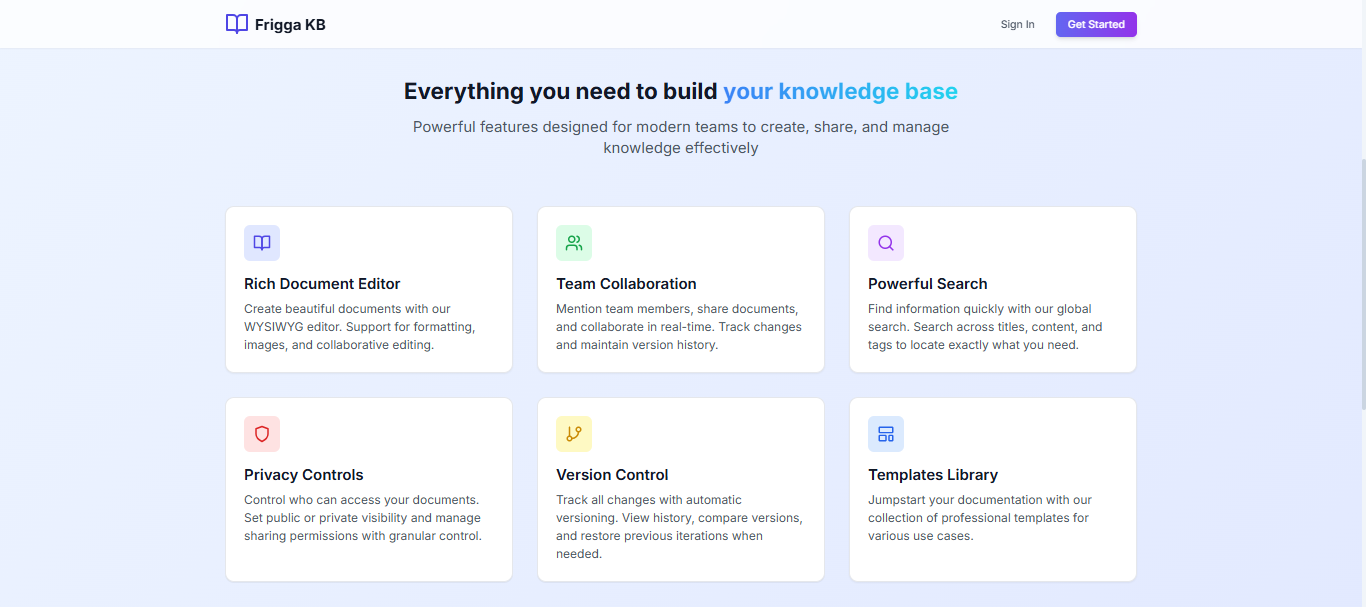 Frigga KB
Sign In
Get Started
Everything you need to build your knowledge base
Powerful features designed for modern teams to create, share, and manage
knowledge effectively
Rich Document Editor
Create beautiful documents with our
WYSIWYG editor. Support for formatting,
images, and collaborative editing.
Team Collaboration
Mention team members, share documents,
and collaborate in real-time. Track changes
and maintain version history.
Powerful Search
Find information quickly with our global
search. Search across titles, content, and
tags to locate exactly what you need.
Privacy Controls
Control who can access your documents.
Set public or private visibility and manage
sharing permissions with granular control.
Version Control
Track all changes with automatic
versioning. View history, compare versions,
and restore previous iterations when
needed.
Templates Library
Jumpstart your documentation with our
collection of professional templates for
various use cases.